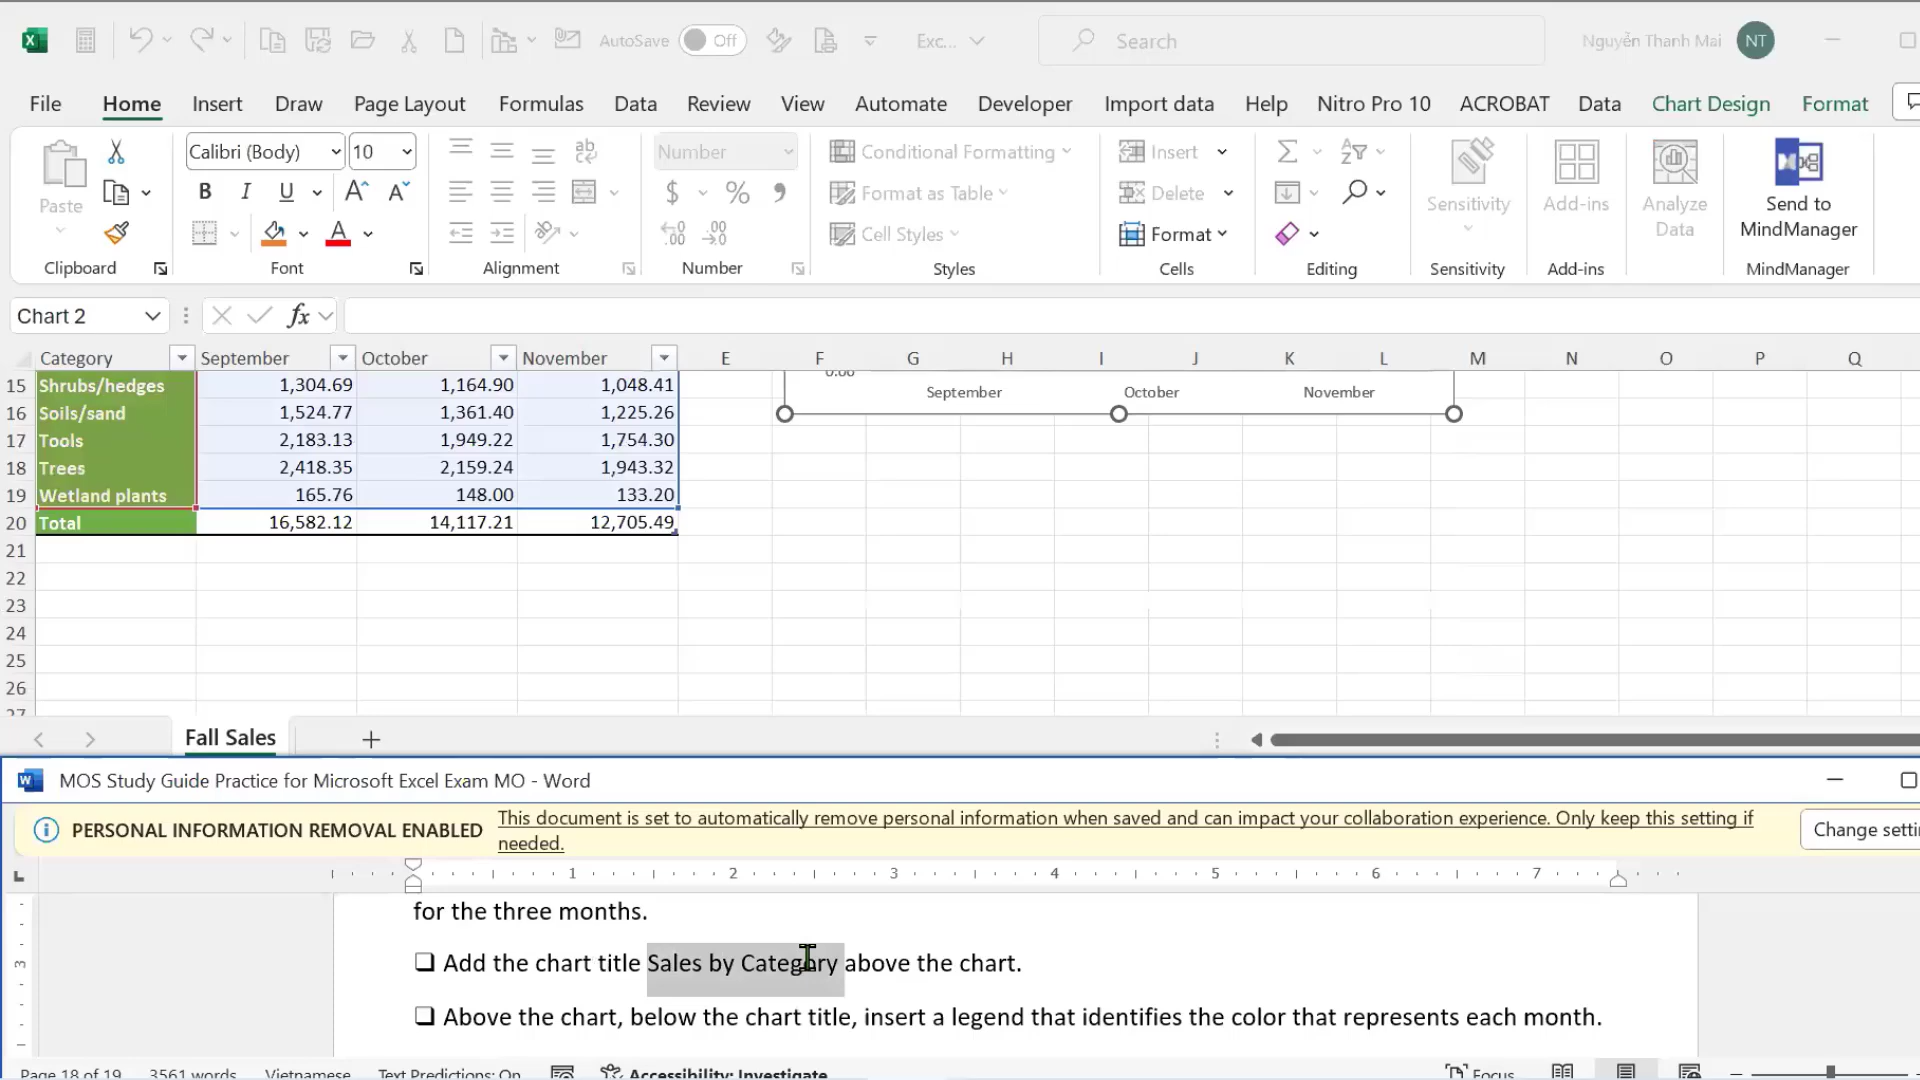 AutoSave Off Exc... Search Nguyễn Thanh Mai NT
File Home Insert Draw Page Layout Formulas Data Review View Automate Developer Import data Help Nitro Pro 10 ACROBAT Data Chart Design Format
Paste
Clipboard
Calibri (Body) 10
B I U
Font
ab
Alignment
Number
$ % 9
Number
Conditional Formatting
Format as Table
Cell Styles
Styles
Insert
Delete
Format
Cells
Editing
Sensitivity
Sensitivity
Add-ins
Add-ins
Analyze
Data
Send to
MindManager
MindManager
Chart 2 fx
Category September October November E F G H I J K L M N O P Q
15 Shrubs/hedges 1,304.69 1,164.90 1,048.41
16 Soils/sand 1,524.77 1,361.40 1,225.26
17 Tools 2,183.13 1,949.22 1,754.30
18 Trees 2,418.35 2,159.24 1,943.32
19 Wetland plants 165.76 148.00 133.20
20 Total 16,582.12 14,117.21 12,705.49
21
22
23
24
25
26
27
0.00
September October November
Fall Sales +
MOS Study Guide Practice for Microsoft Excel Exam MO - Word
PERSONAL INFORMATION REMOVAL ENABLED This document is set to automatically remove personal information when saved and can impact your collaboration experience. Only keep this setting if
needed.
Change setti
1 2 3 4 5 6 7
3
for the three months.
❑ Add the chart title Sales by Category above the chart.
❑ Above the chart, below the chart title, insert a legend that identifies the color that represents each month.
Page 18 of 19 3561 words Vietnamese Text Predictions: On Accessibility: Investigate Focus